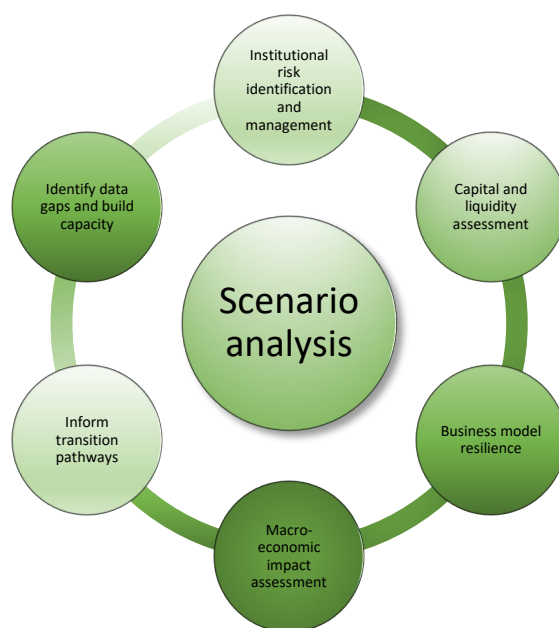 Institutional
risk
identification
and
management
Capital and
liquidity
assessment
Business model
resilience
Macro-
economic
impact
assessment
Inform
transition
pathways
Identify data
gaps and build
capacity
Scenario
analysis